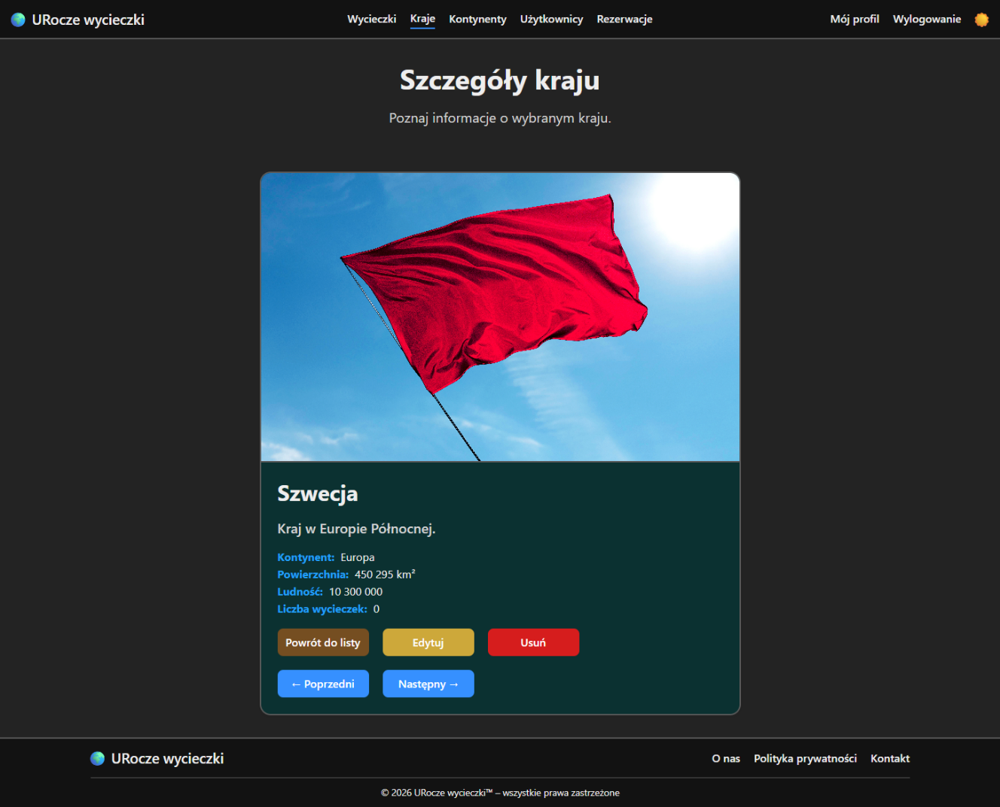 URocze wycieczki
Wycieczki Kraje Kontynenty Użytkownicy Rezerwacje
Mój profil Wylogowanie
Szczegóły kraju
Poznaj informacje o wybranym kraju.
Szwecja
Kraj w Europie Północnej.
Kontynent: Europa
Powierzchnia: 450 295 km²
Ludność: 10 300 000
Liczba wycieczek: 0
Powrót do listy Edytuj Usuń
← Poprzedni Następny →
URocze wycieczki
O nas Polityka prywatności Kontakt
© 2026 URocze wycieczki™ – wszystkie prawa zastrzeżone